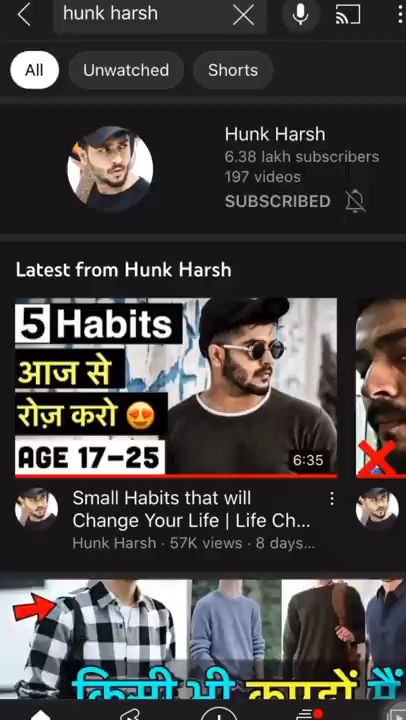 hunk harsh
All
Unwatched
Shorts
Hunk Harsh
6.38 lakh subscribers
197 videos
SUBSCRIBED
Latest from Hunk Harsh
5 Habits
आज से
रोज़ करो 😍
AGE 17-25
6:35
Small Habits that will
Change Your Life | Life Ch...
Hunk Harsh · 57K views · 8 days...
किसी भी कपड़ों में